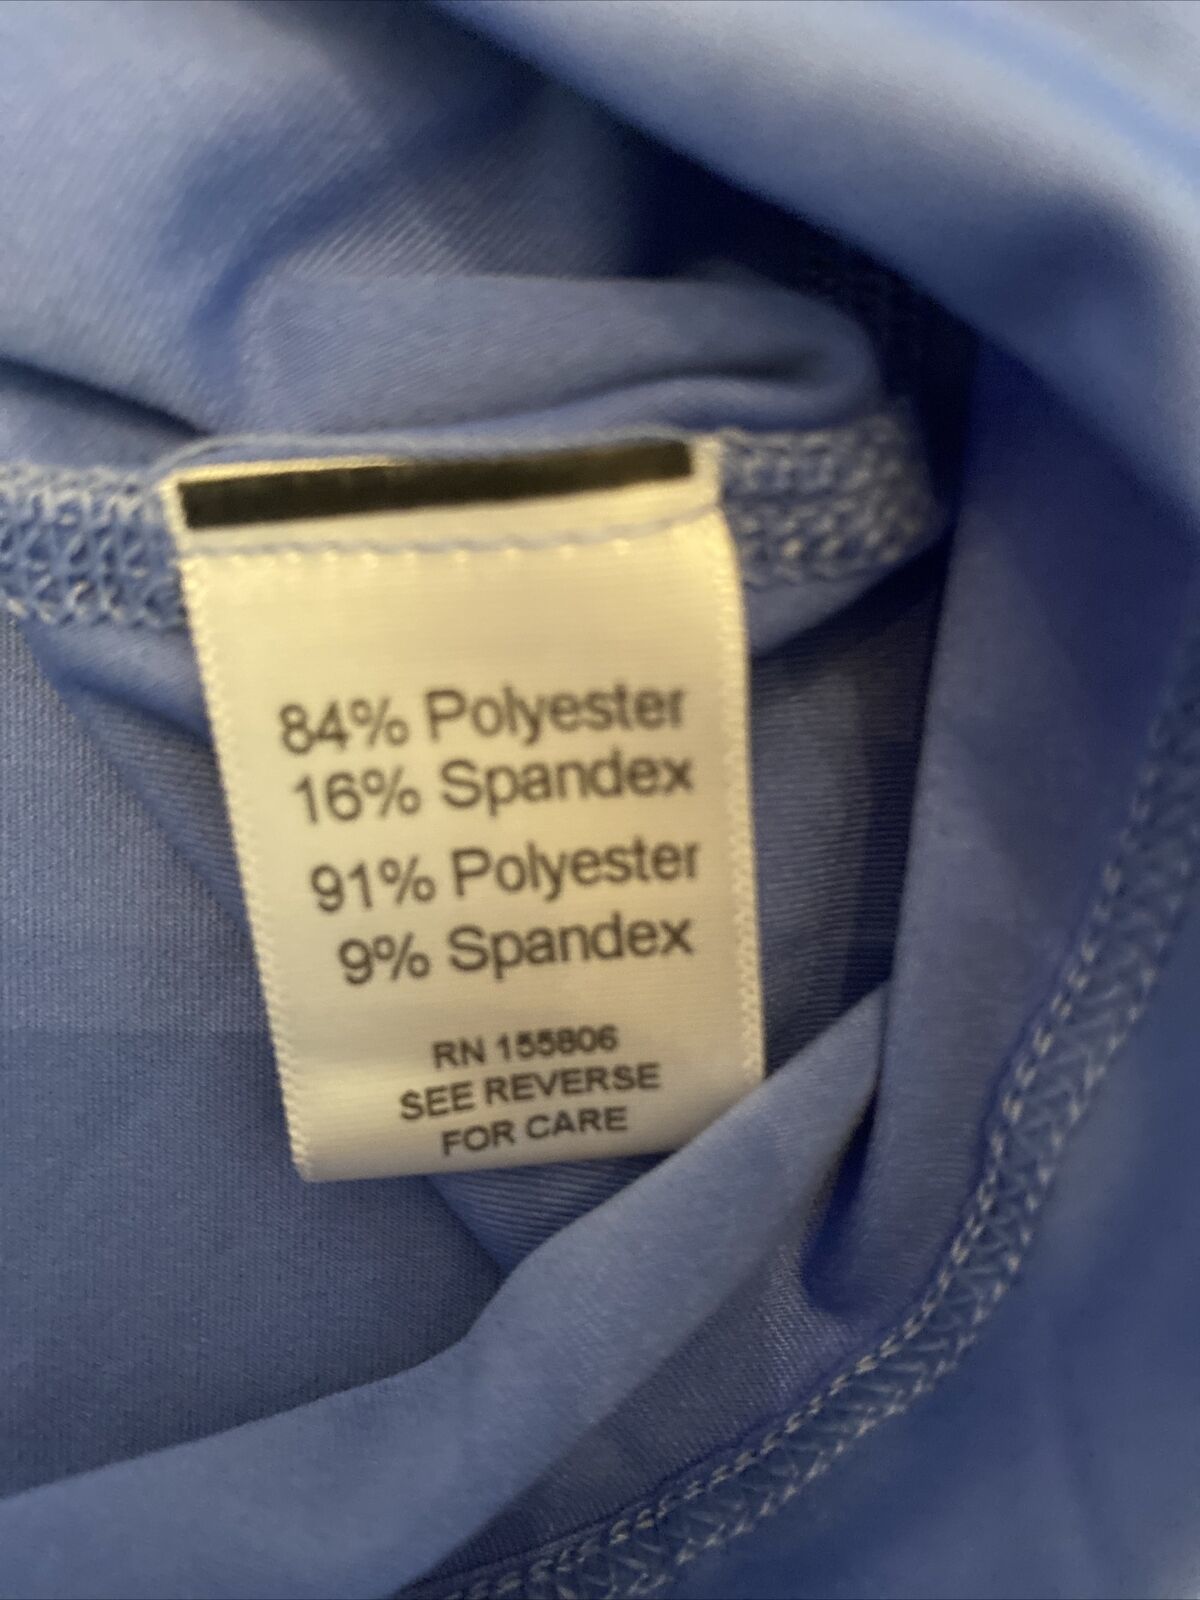 84% Polyester
16% Spandex
91% Polyester
9% Spandex
RN 155806
SEE REVERSE
FOR CARE